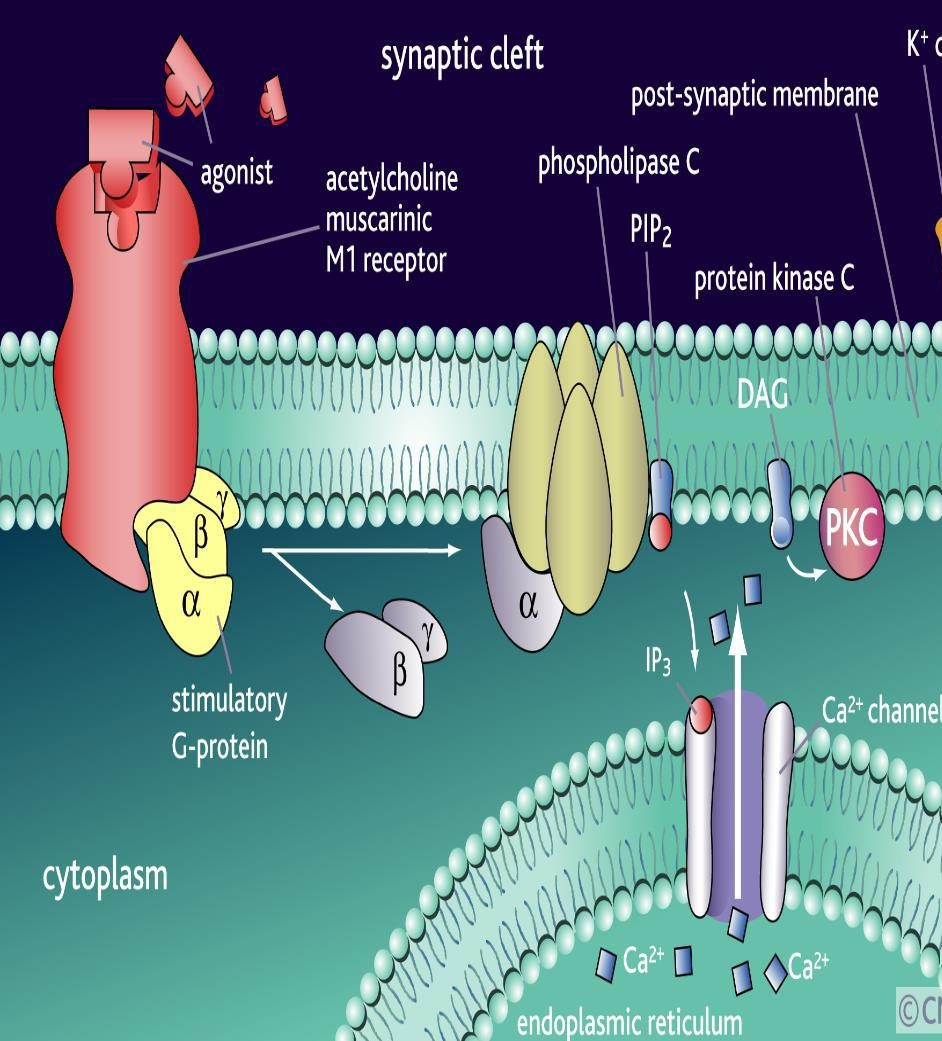 synaptic cleft
K⁺
post-synaptic membrane
phospholipase C
agonist
acetylcholine
muscarinic
M1 receptor
PIP₂
protein kinase C
DAG
γ
β
α
PKC
α
γ
β
IP₃
stimulatory
G-protein
Ca²⁺ channel
cytoplasm
Ca²⁺
Ca²⁺
endoplasmic reticulum
©